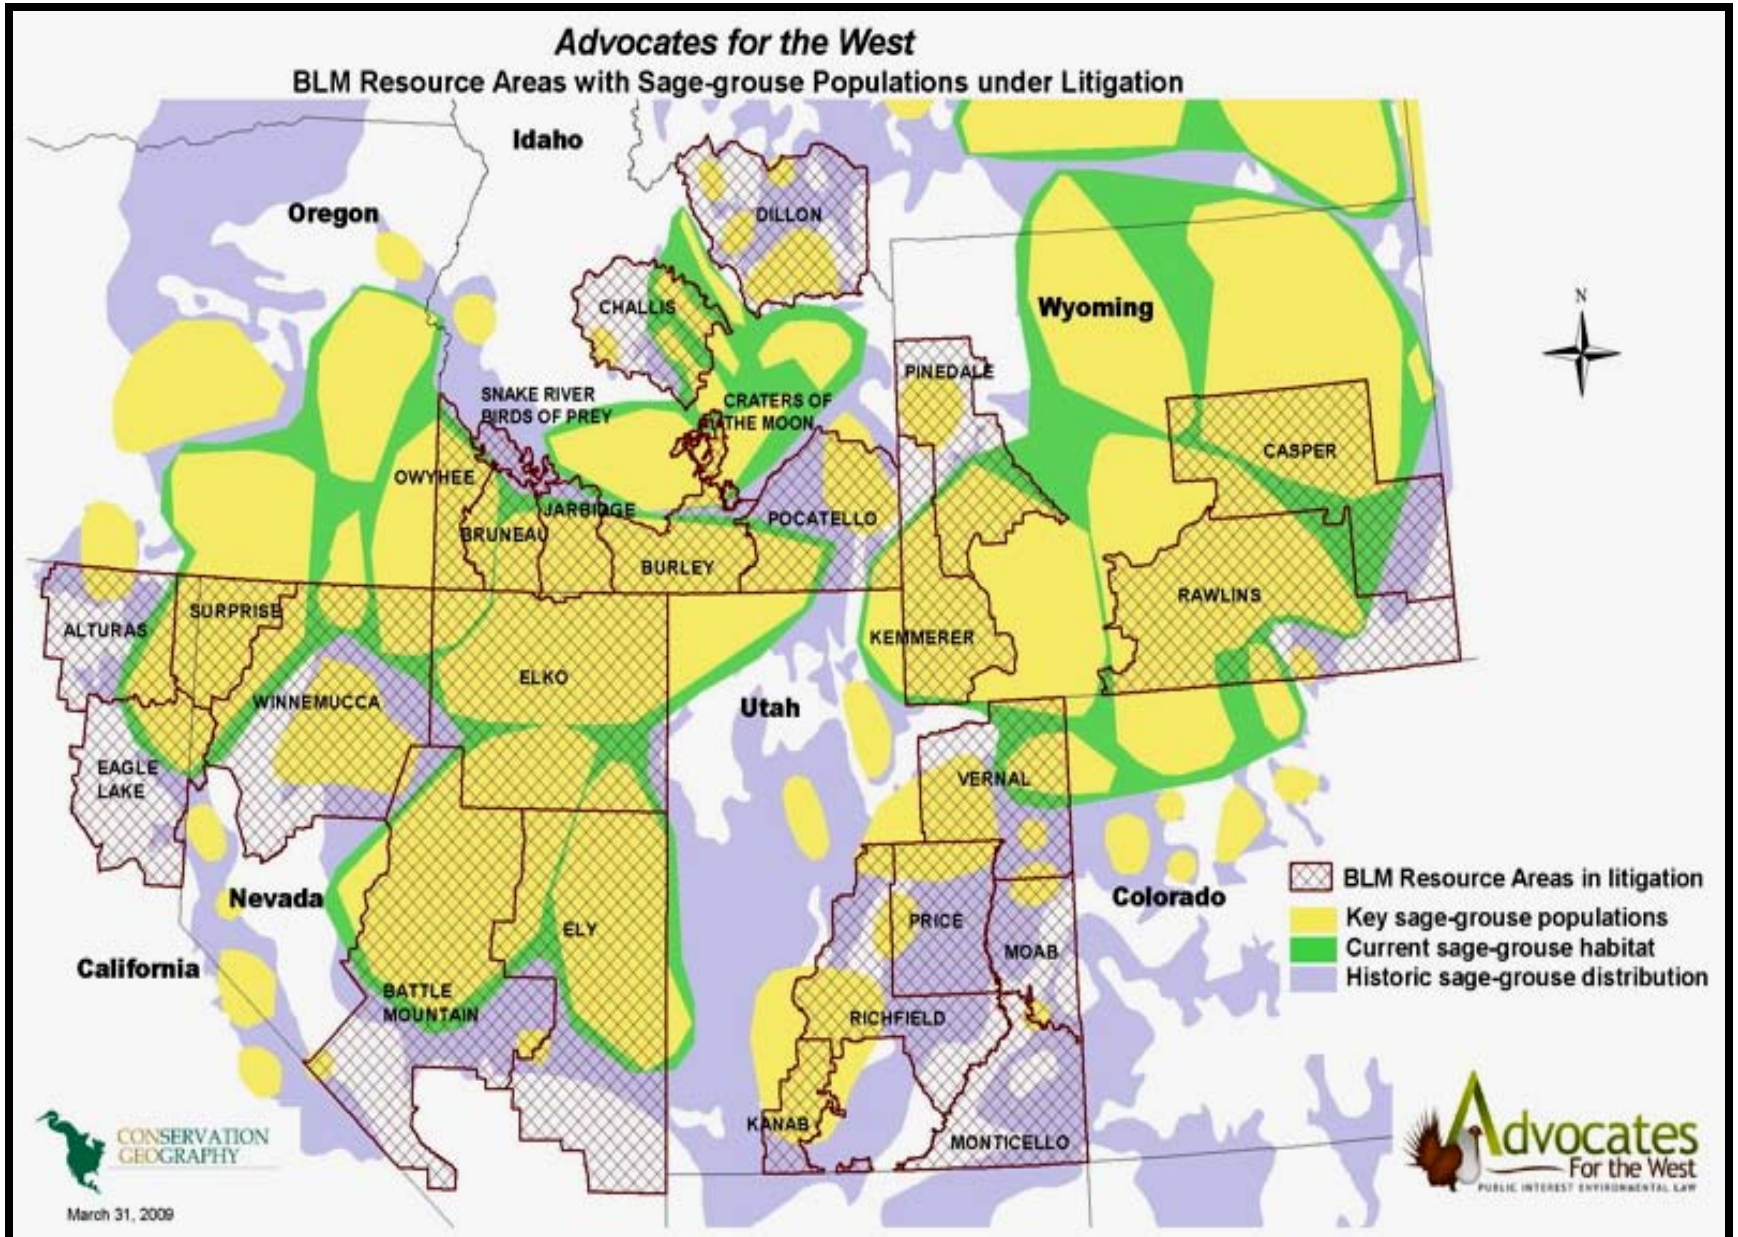 Advocates for the West
BLM Resource Areas with Sage-grouse Populations under Litigation
Idaho
Oregon
DILLON
CHALLIS
Wyoming
N
PINEDALE
SNAKE RIVER
BIRDS OF PREY
CRATERS OF
THE MOON
CASPER
OWYHEE
JARBIDGE
POCATELLO
BRUNEAU
BURLEY
RAWLINS
SURPRISE
ALTURAS
KEMMERER
ELKO
WINNEMUCCA
Utah
EAGLE
LAKE
VERNAL
Nevada
Colorado
PRICE
ELY
MOAB
California
BATTLE
MOUNTAIN
RICHFIELD
KANAB
MONTICELLO
BLM Resource Areas in litigation
Key sage-grouse populations
Current sage-grouse habitat
Historic sage-grouse distribution
CONSERVATION
GEOGRAPHY
March 31, 2009
Advocates
For the West
PUBLIC INTEREST ENVIRONMENTAL LAW